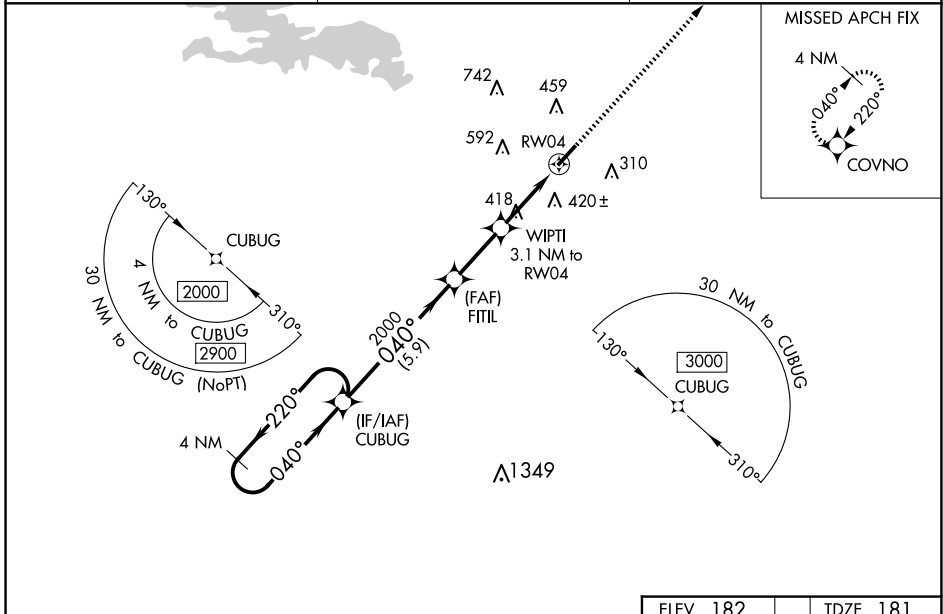 MISSED APCH FIX
4 NM
040°
220°
COVNO
742
459
592
RW04
310
418
420 ±
WIPTI
3.1 NM to
RW04
(FAF)
FITIL
2000
040°
(5.9)
130°
CUBUG
2000
4 NM to CUBUG
310°
2900
30 NM to CUBUG (NoPT)
30 NM to CUBUG
130°
3000
CUBUG
310°
220°
(IF/IAF)
CUBUG
4 NM
040°
1349
ELEV 182
TDZE 181